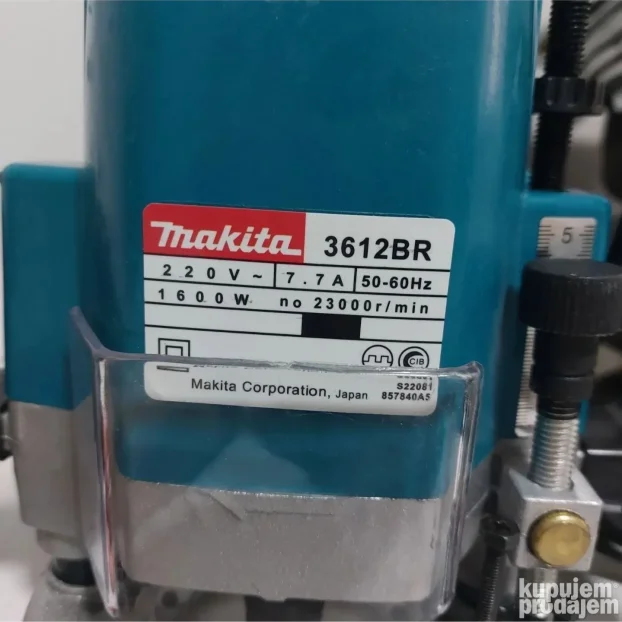 makita 3612BR
220V~ 7.7A 50-60Hz
1600W no 23000r/min
CIB
S22081
Makita Corporation, Japan 857840A5
5
kupujem
prodajem